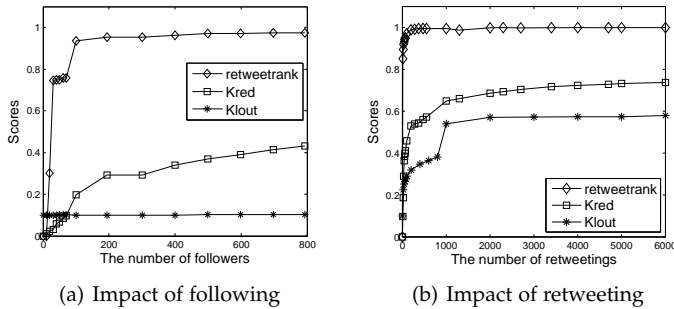 1
0.8
0.6
0.4
0.2
0
Scores
retweetrank
Kred
Klout
0 200 400 600 800
The number of followers
(a) Impact of following
1
0.8
0.6
0.4
0.2
0
Scores
retweetrank
Kred
Klout
0 1000 2000 3000 4000 5000 6000
The number of retweetings
(b) Impact of retweeting